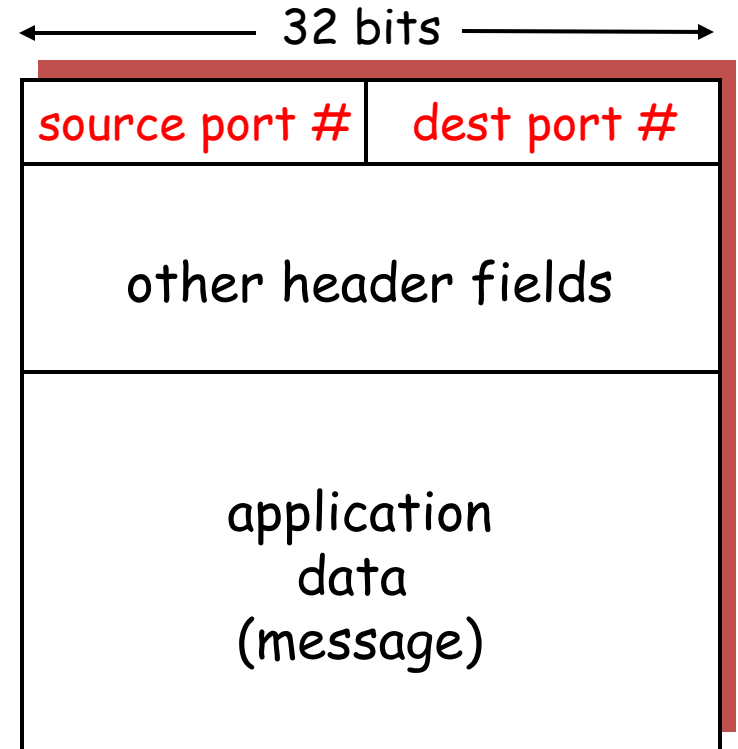 32 bits
source port # dest port #
other header fields
application
data
(message)